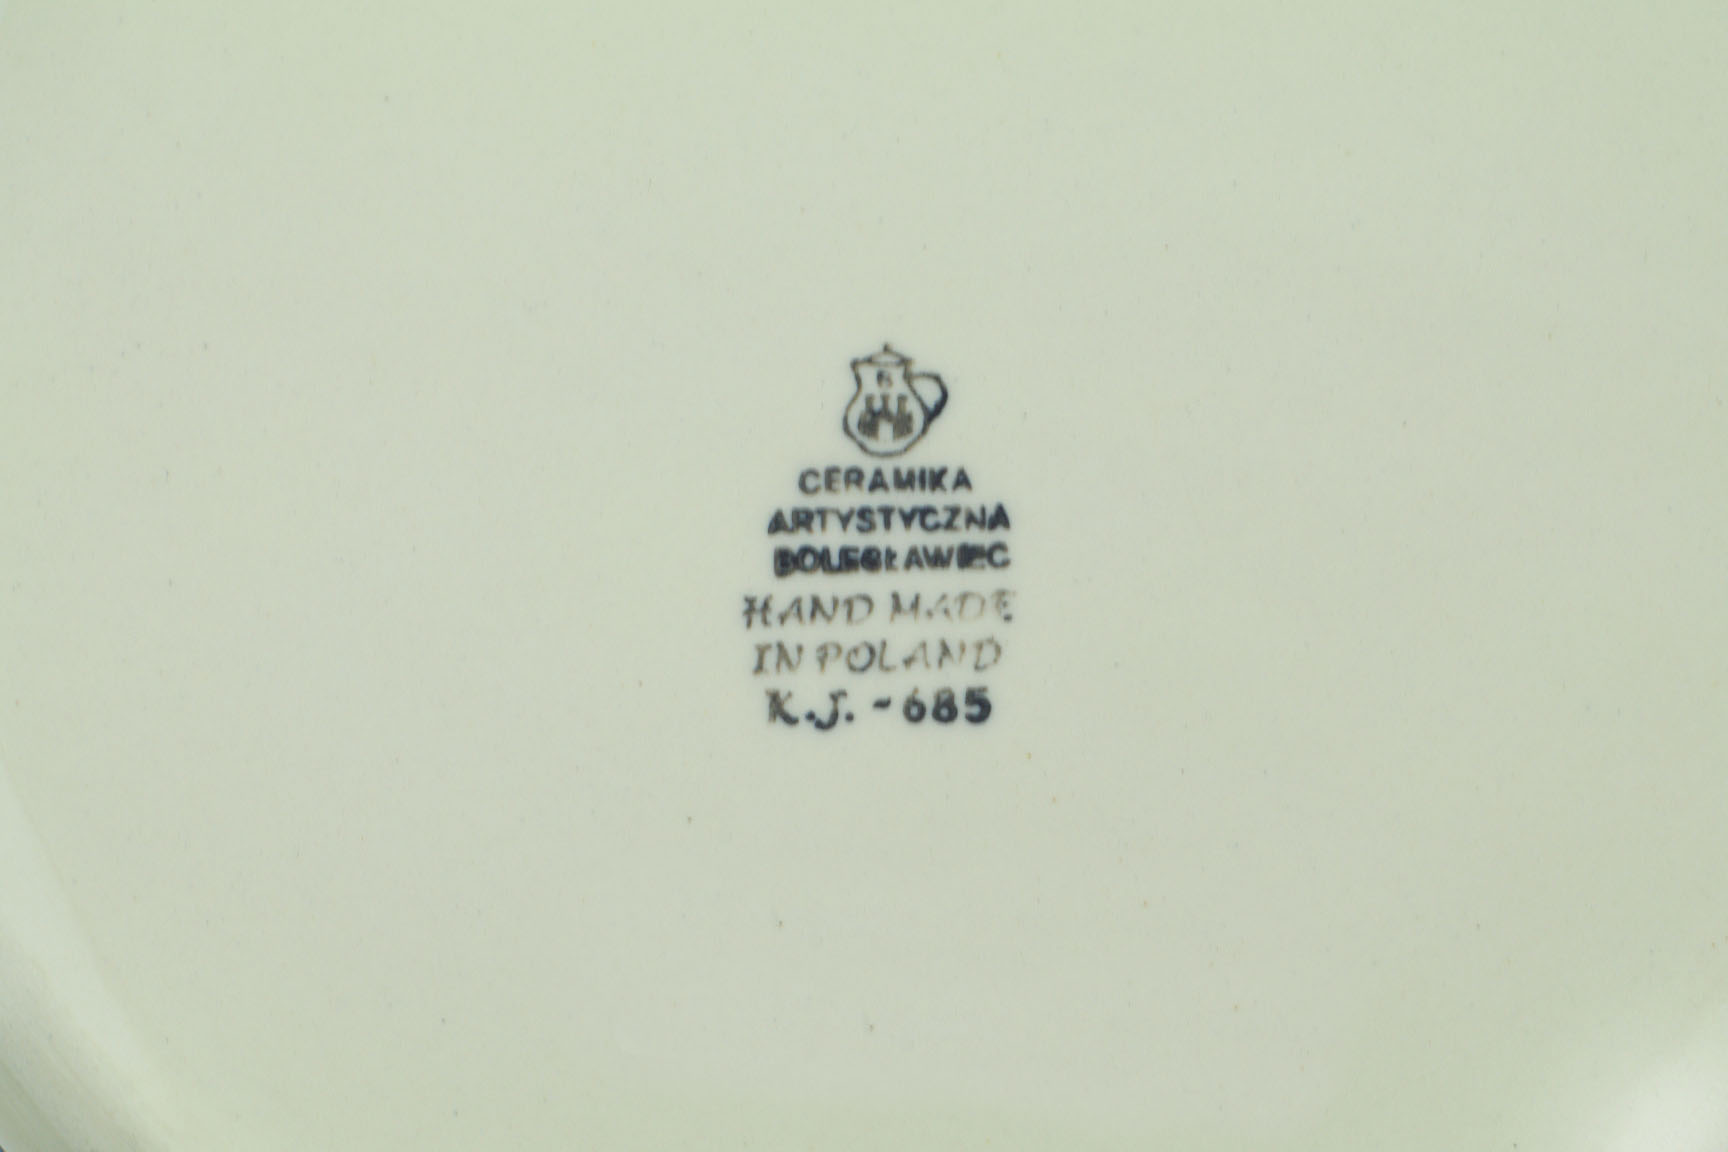 B
CERAMIKA
ARTYSTYCZNA
BOLESŁAWIEC
HAND MADE
IN POLAND
K.J. - 685